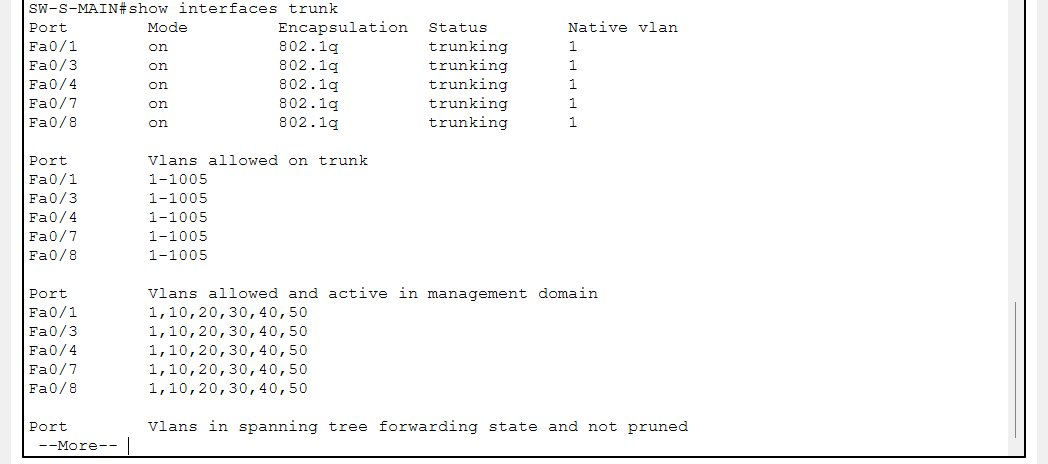 SW-S-MAIN#show interfaces trunk
Port        Mode         Encapsulation  Status        Native vlan
Fa0/1       on           802.1q         trunking      1
Fa0/3       on           802.1q         trunking      1
Fa0/4       on           802.1q         trunking      1
Fa0/7       on           802.1q         trunking      1
Fa0/8       on           802.1q         trunking      1

Port        Vlans allowed on trunk
Fa0/1       1-1005
Fa0/3       1-1005
Fa0/4       1-1005
Fa0/7       1-1005
Fa0/8       1-1005

Port        Vlans allowed and active in management domain
Fa0/1       1,10,20,30,40,50
Fa0/3       1,10,20,30,40,50
Fa0/4       1,10,20,30,40,50
Fa0/7       1,10,20,30,40,50
Fa0/8       1,10,20,30,40,50

Port        Vlans in spanning tree forwarding state and not pruned
 --More--